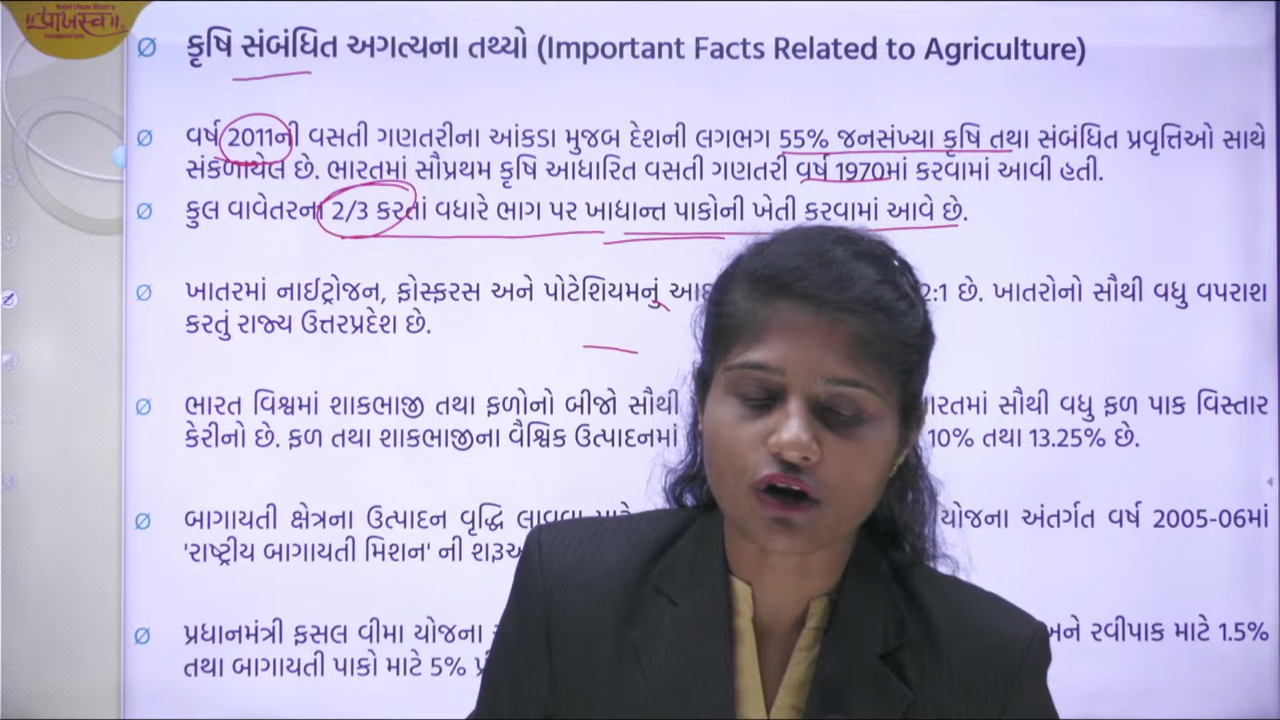 ॥પ્રાજસ્વ॥
FOUNDATION
કૃષિ સંબંધિત અગત્યના તથ્યો (Important Facts Related to Agriculture)
વર્ષ 2011ની વસતી ગણતરીના આંકડા મુજબ દેશની લગભગ 55% જનસંખ્યા કૃષિ તથા સંબંધિત પ્રવૃત્તિઓ સાથે
સંકળાયેલ છે. ભારતમાં સૌપ્રથમ કૃષિ આધારિત વસતી ગણતરી વર્ષ 1970માં કરવામાં આવી હતી.
કુલ વાવેતરના 2/3 કરતાં વધારે ભાગ પર ખાધાન્ત પાકોની ખેતી કરવામાં આવે છે.
ખાતરમાં નાઈટ્રોજન, ફોસ્ફરસ અને પોટેશિયમનું 2:1 છે. ખાતરોનો સૌથી વધુ વપરાશ
કરતું રાજ્ય ઉત્તરપ્રદેશ છે.
ભારત વિશ્વમાં શાકભાજી તથા ફળોનો બીજો સૌથી સૌથી વધુ ફળ પાક વિસ્તાર
કેરીનો છે. ફળ તથા શાકભાજીના વૈશ્વિક ઉત્પાદનમાં 10% તથા 13.25% છે.
બાગાયતી ક્ષેત્રના ઉત્પાદન વૃદ્ધિ લાવવા માટે યોજના અંતર્ગત વર્ષ 2005-06માં
'રાષ્ટ્રીય બાગાયતી મિશન' ની
પ્રધાનમંત્રી ફસલ વીમા યોજના અને રવીપાક માટે 1.5%
તથા બાગાયતી પાકો માટે 5%